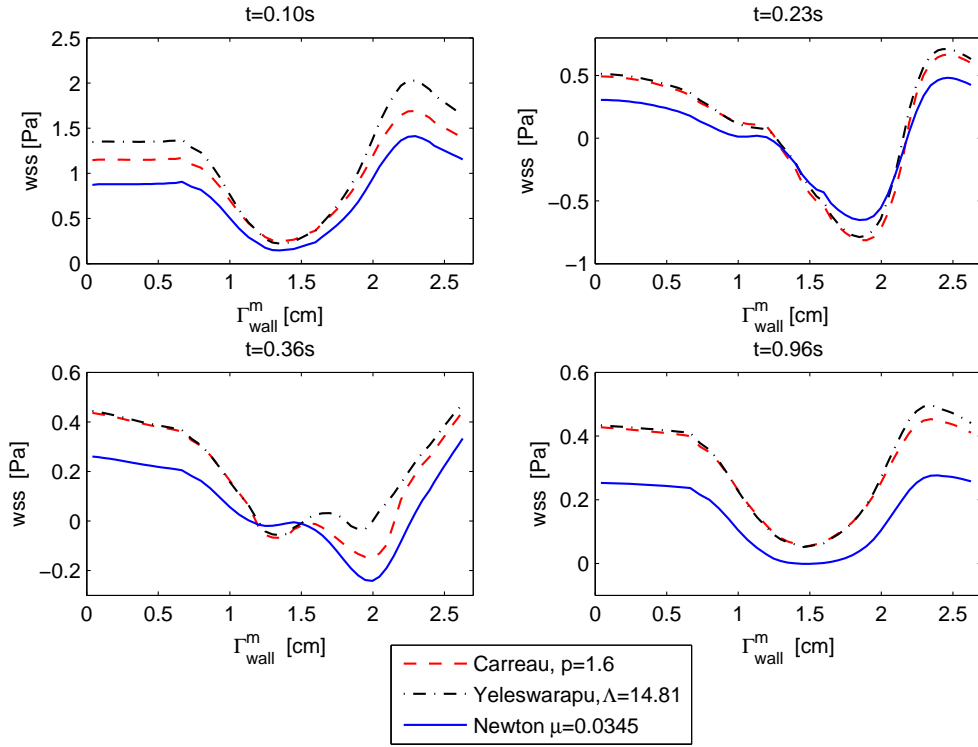 t=0.10s
2.5
2
1.5
1
0.5
0
wss [Pa]
0 0.5 1 1.5 2 2.5
Γ_wall^m [cm]
t=0.23s
0.5
0
−0.5
−1
wss [Pa]
0 0.5 1 1.5 2 2.5
Γ_wall^m [cm]
t=0.36s
0.6
0.4
0.2
0
−0.2
wss [Pa]
0 0.5 1 1.5 2 2.5
Γ_wall^m [cm]
t=0.96s
0.6
0.4
0.2
0
wss [Pa]
0 0.5 1 1.5 2 2.5
Γ_wall^m [cm]
Carreau, p=1.6
Yeleswarapu,Λ=14.81
Newton μ=0.0345